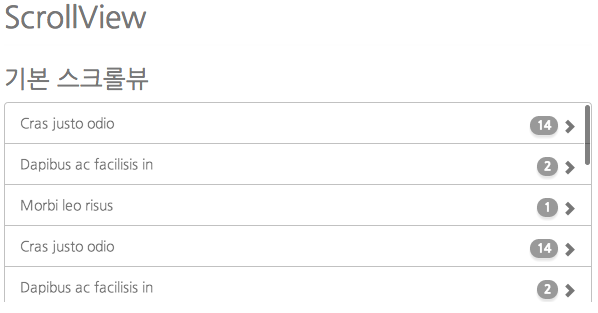 ScrollView
기본 스크롤뷰
Cras justo odio 14
Dapibus ac facilisis in 2
Morbi leo risus 1
Cras justo odio 14
Dapibus ac facilisis in 2